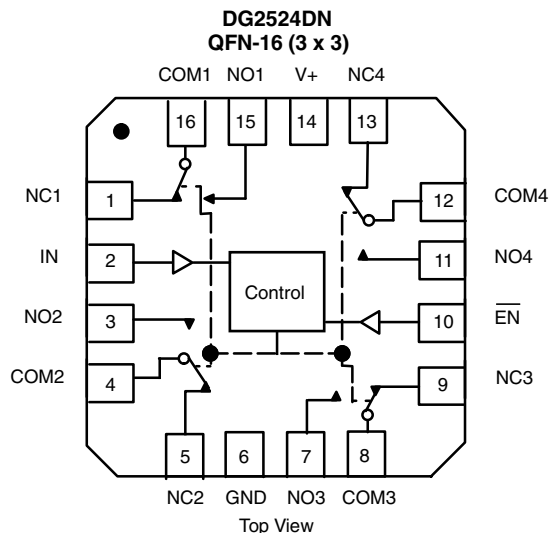 DG2524DN
QFN-16 (3 x 3)
COM1 NO1 V+ NC4
16 15 14 13
NC1 1 12 COM4
IN 2 11 NO4
Control
NO2 3 10 EN
COM2 4 9 NC3
5 6 7 8
NC2 GND NO3 COM3
Top View